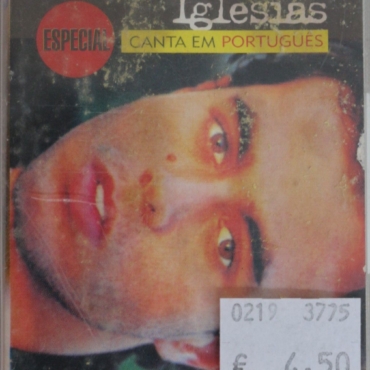 Iglesias
ESPECIAL
CANTA EM PORTUGUÊS
0219 3775
£ 4.50